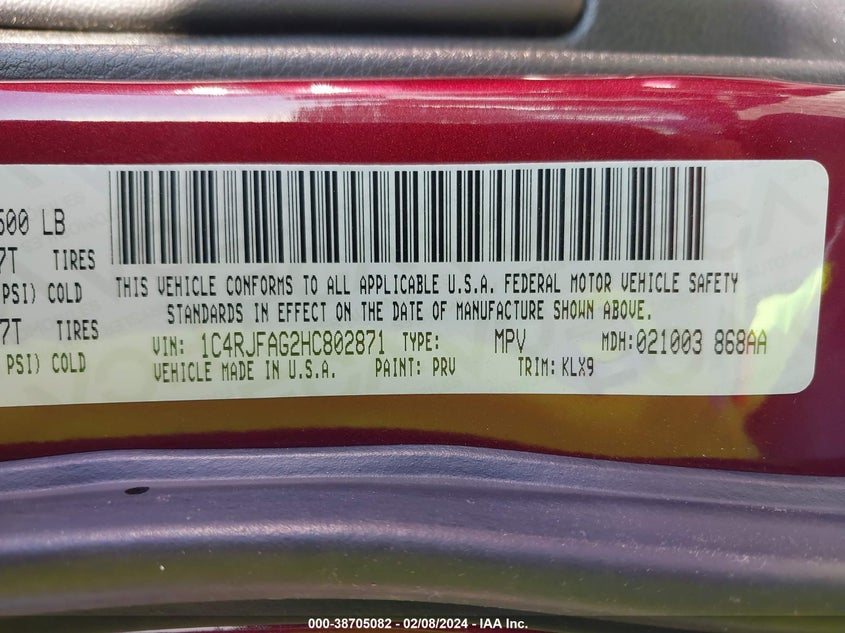 500 LB
7T TIRES
PSI) COLD
7T TIRES
PSI) COLD
THIS VEHICLE CONFORMS TO ALL APPLICABLE U.S.A. FEDERAL MOTOR VEHICLE SAFETY
STANDARDS IN EFFECT ON THE DATE OF MANUFACTURE SHOWN ABOVE.
VIN: 1C4RJFAG2HC802871 TYPE: MPV MDH:021003 868AA
VEHICLE MADE IN U.S.A. PAINT: PRV TRIM: KLX9
000-38705082 - 02/08/2024 - IAA Inc.